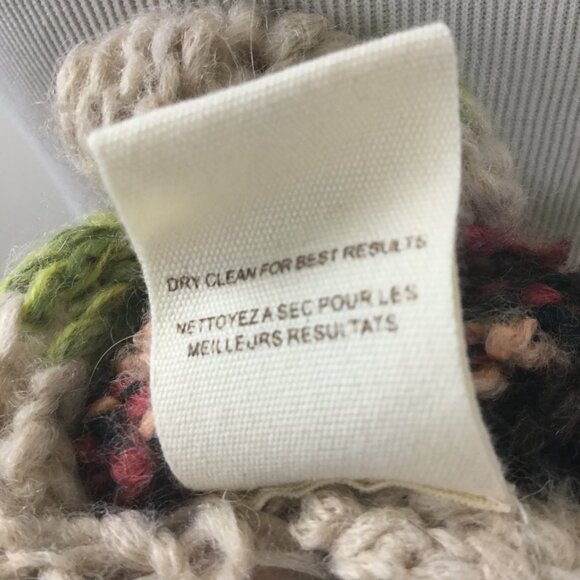 DRY CLEAN FOR BEST RESULTS
NETTOYEZ A SEC POUR LES
MEILLEURS RESULTATS